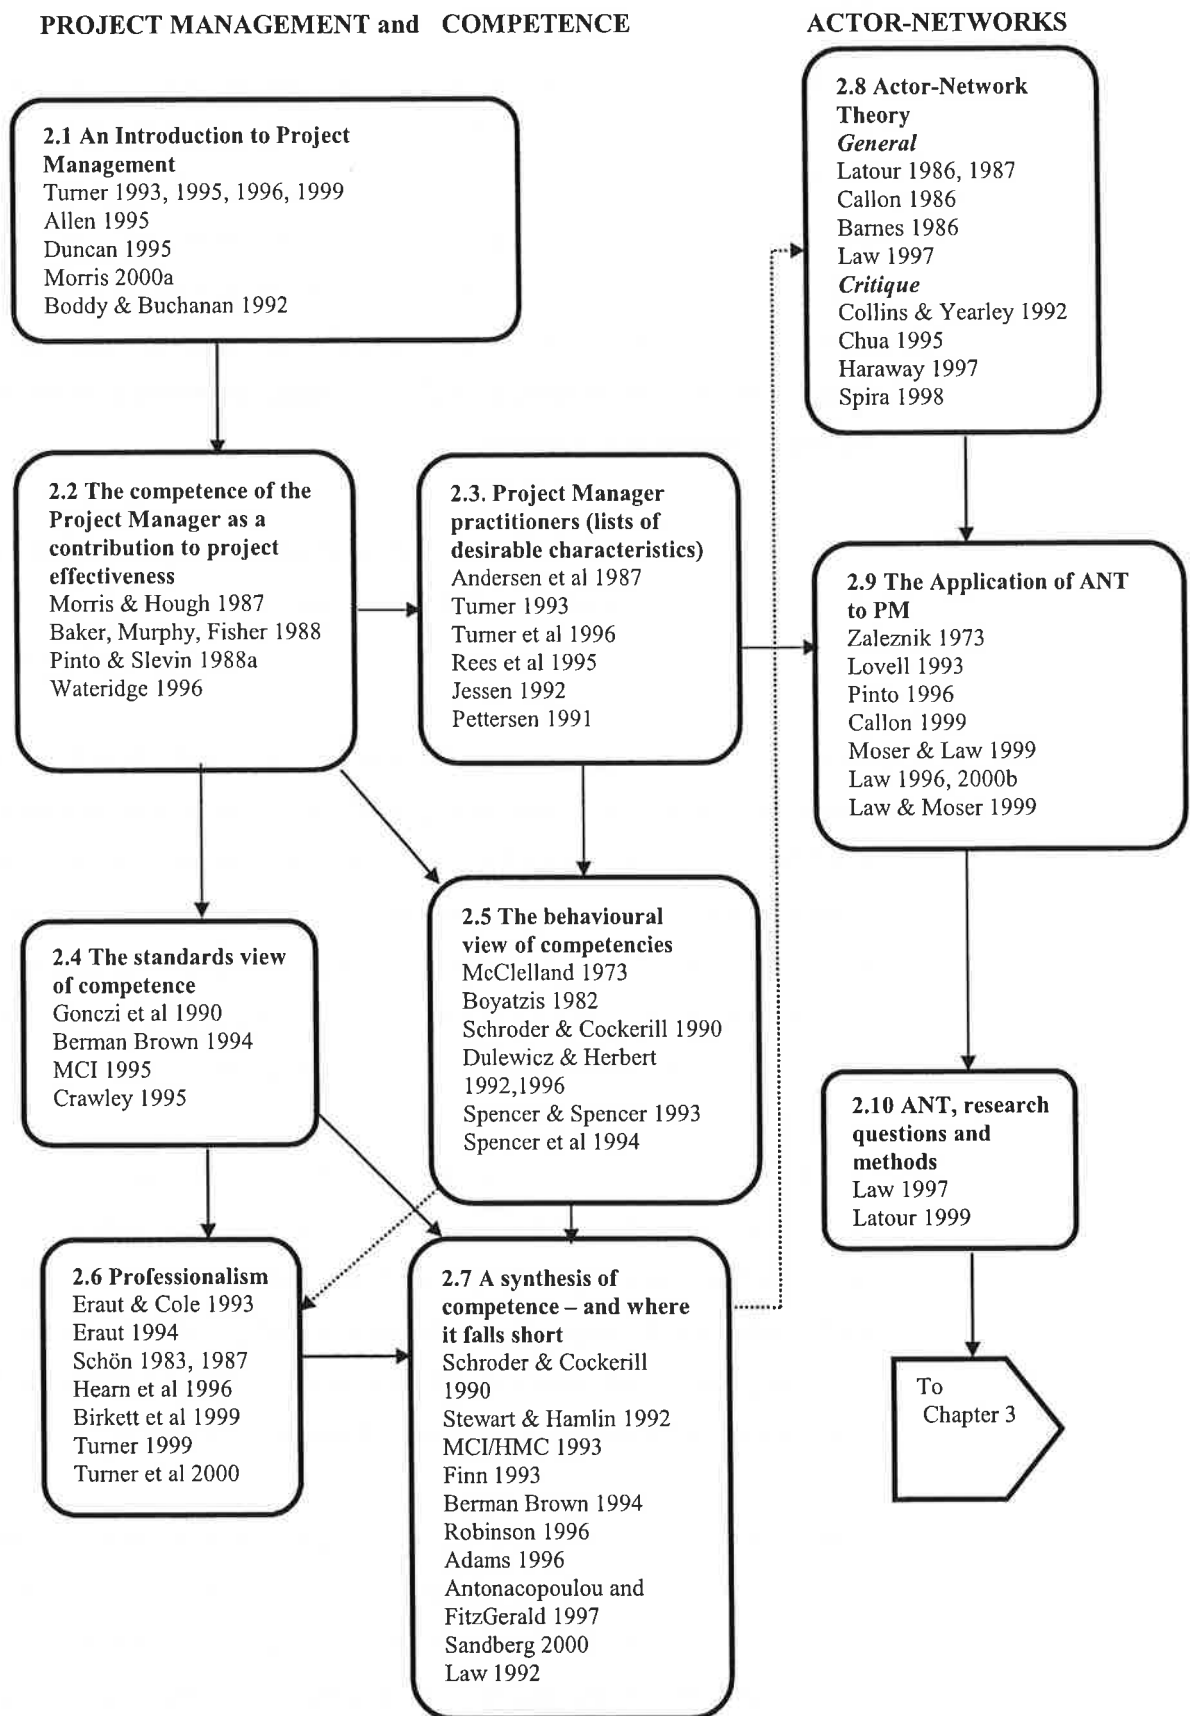 PROJECT MANAGEMENT and COMPETENCE
ACTOR-NETWORKS
2.1 An Introduction to Project
Management
Turner 1993, 1995, 1996, 1999
Allen 1995
Duncan 1995
Morris 2000a
Boddy & Buchanan 1992
2.8 Actor-Network
Theory
General
Latour 1986, 1987
Callon 1986
Barnes 1986
Law 1997
Critique
Collins & Yearley 1992
Chua 1995
Haraway 1997
Spira 1998
2.2 The competence of the
Project Manager as a
contribution to project
effectiveness
Morris & Hough 1987
Baker, Murphy, Fisher 1988
Pinto & Slevin 1988a
Wateridge 1996
2.3. Project Manager
practitioners (lists of
desirable characteristics)
Andersen et al 1987
Turner 1993
Turner et al 1996
Rees et al 1995
Jessen 1992
Pettersen 1991
2.9 The Application of ANT
to PM
Zaleznik 1973
Lovell 1993
Pinto 1996
Callon 1999
Moser & Law 1999
Law 1996, 2000b
Law & Moser 1999
2.4 The standards view
of competence
Gonczi et al 1990
Berman Brown 1994
MCI 1995
Crawley 1995
2.5 The behavioural
view of competencies
McClelland 1973
Boyatzis 1982
Schroder & Cockerill 1990
Dulewicz & Herbert
1992,1996
Spencer & Spencer 1993
Spencer et al 1994
2.10 ANT, research
questions and
methods
Law 1997
Latour 1999
2.6 Professionalism
Eraut & Cole 1993
Eraut 1994
Schön 1983, 1987
Hearn et al 1996
Birkett et al 1999
Turner 1999
Turner et al 2000
2.7 A synthesis of
competence – and where
it falls short
Schroder & Cockerill
1990
Stewart & Hamlin 1992
MCI/HMC 1993
Finn 1993
Berman Brown 1994
Robinson 1996
Adams 1996
Antonacopoulou and
FitzGerald 1997
Sandberg 2000
Law 1992
To
Chapter 3